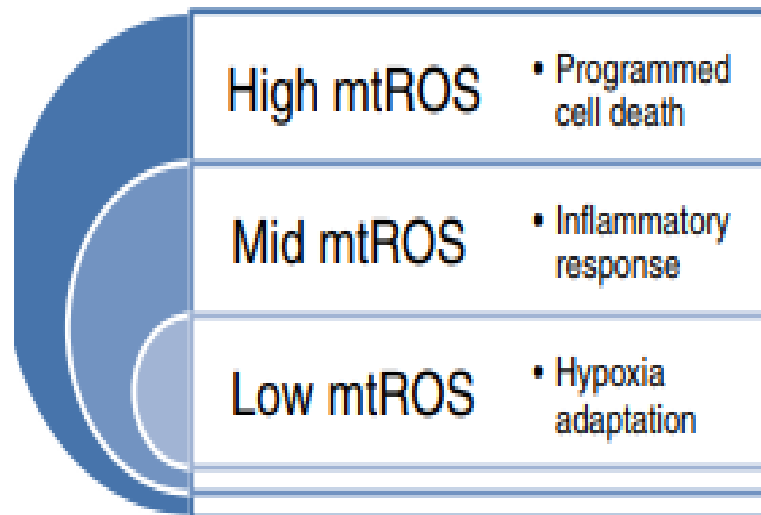 High mtROS
• Programmed
cell death
Mid mtROS
• Inflammatory
response
Low mtROS
• Hypoxia
adaptation